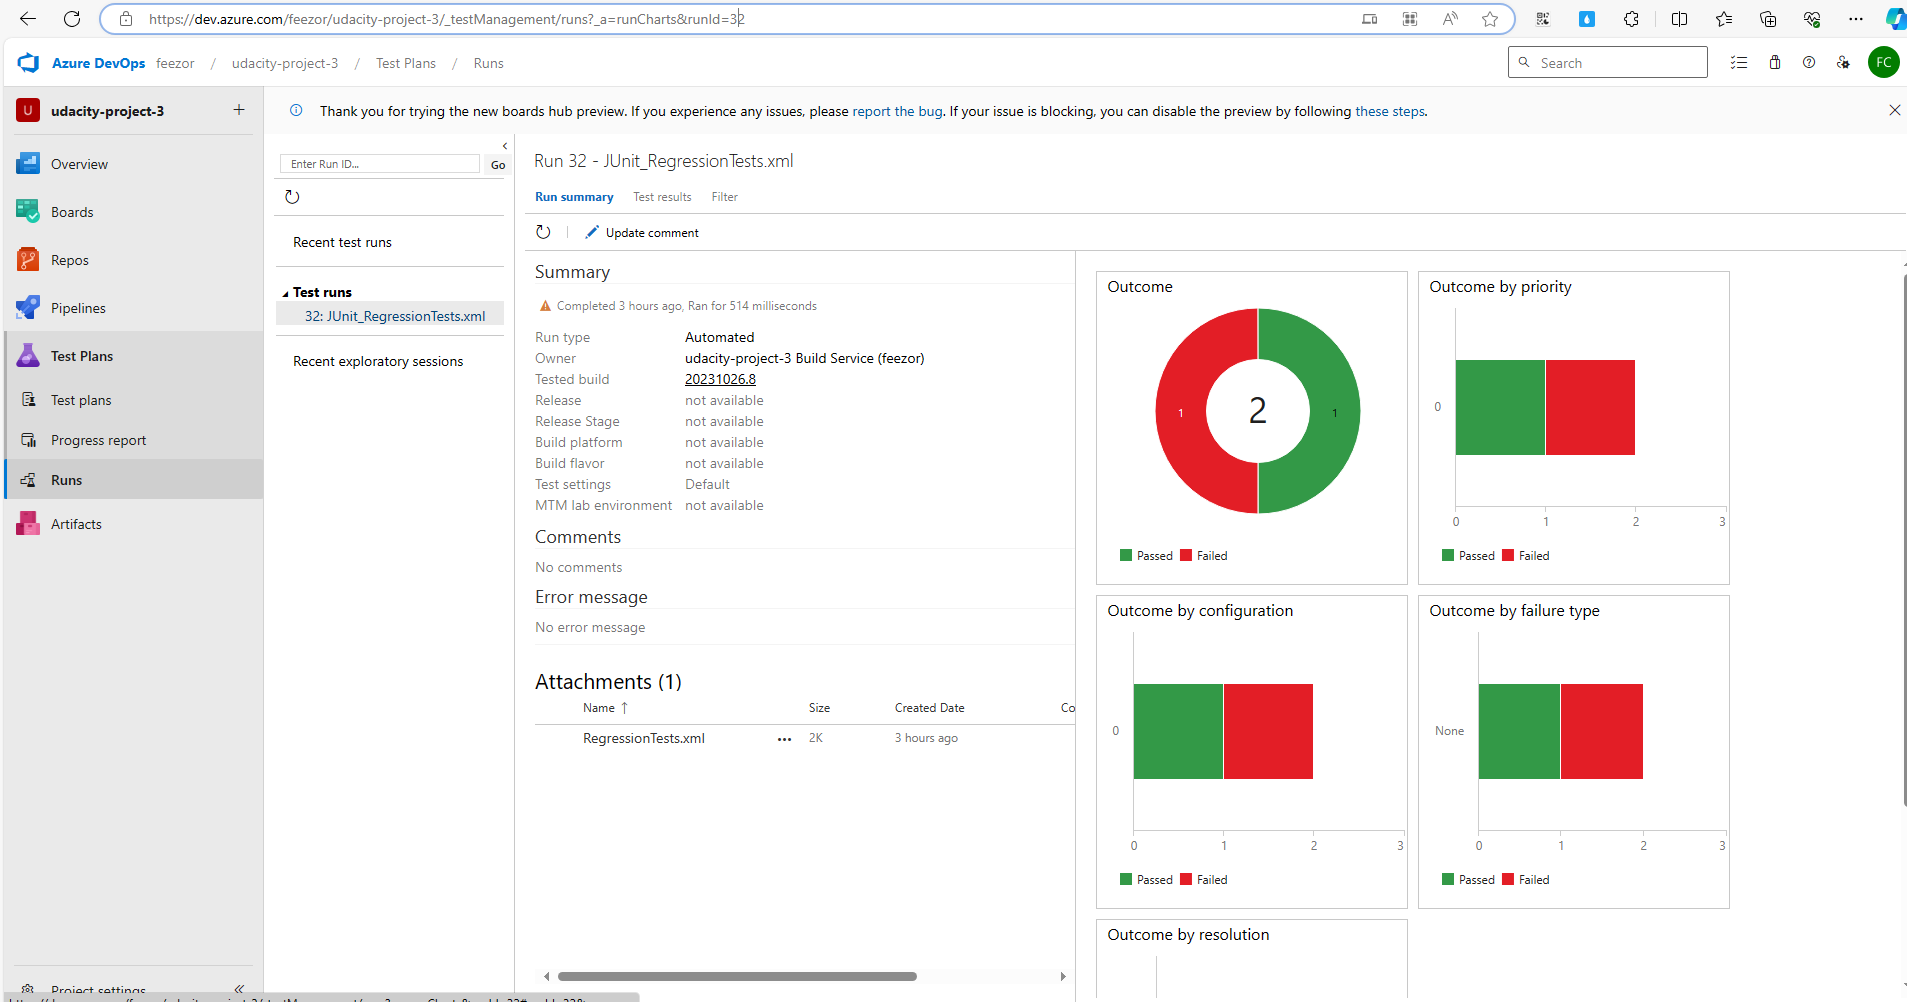 https://dev.azure.com/feezor/udacity-project-3/_testManagement/runs?_a=runCharts&runId=32
Azure DevOps feezor / udacity-project-3 / Test Plans / Runs
Search
FC
U udacity-project-3 +
Thank you for trying the new boards hub preview. If you experience any issues, please report the bug. If your issue is blocking, you can disable the preview by following these steps.
Overview
Boards
Repos
Pipelines
Test Plans
Test plans
Progress report
Runs
Artifacts
Project settings
Enter Run ID...
Go
Recent test runs
Test runs
32: JUnit_RegressionTests.xml
Recent exploratory sessions
Run 32 - JUnit_RegressionTests.xml
Run summary Test results Filter
Update comment
Summary
Completed 3 hours ago, Ran for 514 milliseconds
Run type Automated
Owner udacity-project-3 Build Service (feezor)
Tested build 20231026.8
Release not available
Release Stage not available
Build platform not available
Build flavor not available
Test settings Default
MTM lab environment not available
Comments
No comments
Error message
No error message
Attachments (1)
Name ↑ Size Created Date Co
RegressionTests.xml ... 2K 3 hours ago
Outcome
1
2
1
Passed Failed
Outcome by priority
0
0 1 2 3
Passed Failed
Outcome by configuration
0
0 1 2 3
Passed Failed
Outcome by failure type
None
0 1 2 3
Passed Failed
Outcome by resolution